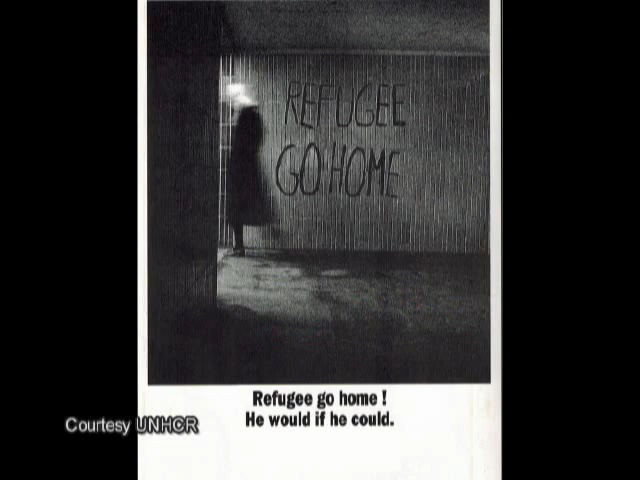 REFUGEE
GO HOME
Refugee go home !
He would if he could.
Courtesy UNHCR